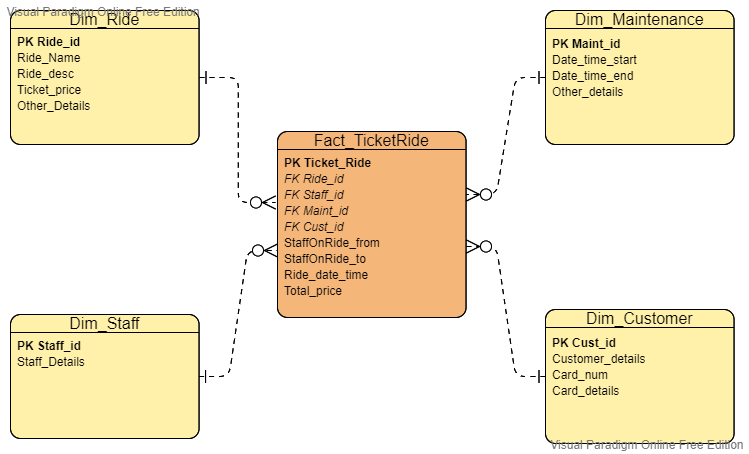 Visual Paradigm Online Free Edition
Dim_Ride
PK Ride_id
Ride_Name
Ride_desc
Ticket_price
Other_Details
Dim_Maintenance
PK Maint_id
Date_time_start
Date_time_end
Other_details
Fact_TicketRide
PK Ticket_Ride
FK Ride_id
FK Staff_id
FK Maint_id
FK Cust_id
StaffOnRide_from
StaffOnRide_to
Ride_date_time
Total_price
Dim_Staff
PK Staff_id
Staff_Details
Dim_Customer
PK Cust_id
Customer_details
Card_num
Card_details
Visual Paradigm Online Free Edition